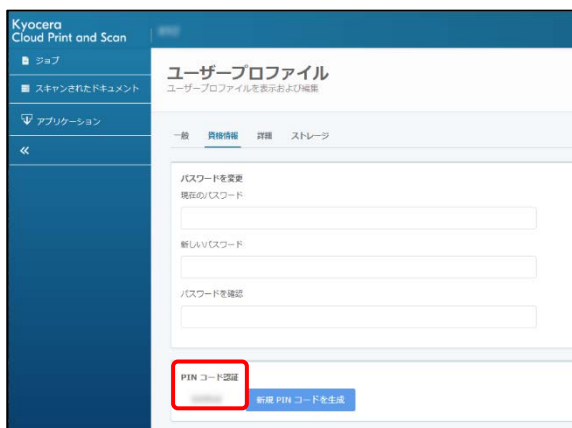 Kyocera
Cloud Print and Scan
ジョブ
スキャンされたドキュメント
アプリケーション
ユーザープロファイル
ユーザープロファイルを表示および編集
一般 資格情報 詳細 ストレージ
パスワードを変更
現在のパスワード
新しいパスワード
パスワードを確認
PIN コード認証
新規 PIN コードを生成